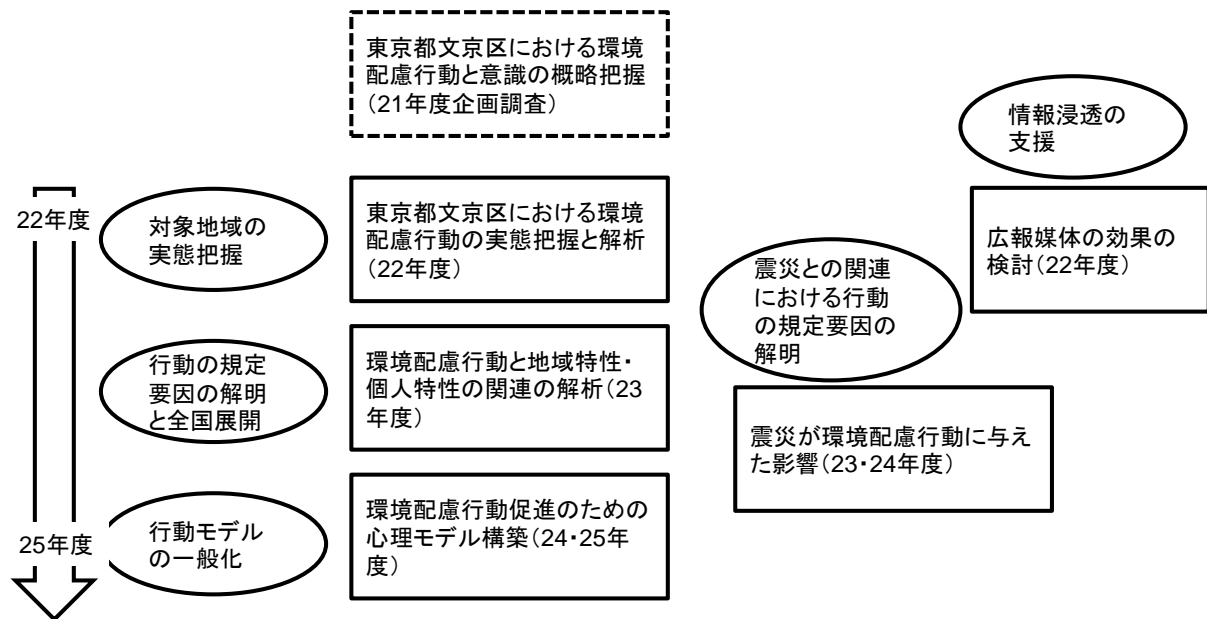 東京都文京区における環境
配慮行動と意識の概略把握
(21年度企画調査)
情報浸透の
支援
22年度
対象地域の
実態把握
東京都文京区における環境
配慮行動の実態把握と解析
(22年度)
広報媒体の効果の
検討(22年度)
震災との関連
における行動
の規定要因の
解明
行動の規定
要因の解明
と全国展開
環境配慮行動と地域特性・
個人特性の関連の解析(23
年度)
震災が環境配慮行動に与え
た影響(23・24年度)
25年度
行動モデル
の一般化
環境配慮行動促進のための
心理モデル構築(24・25年
度)